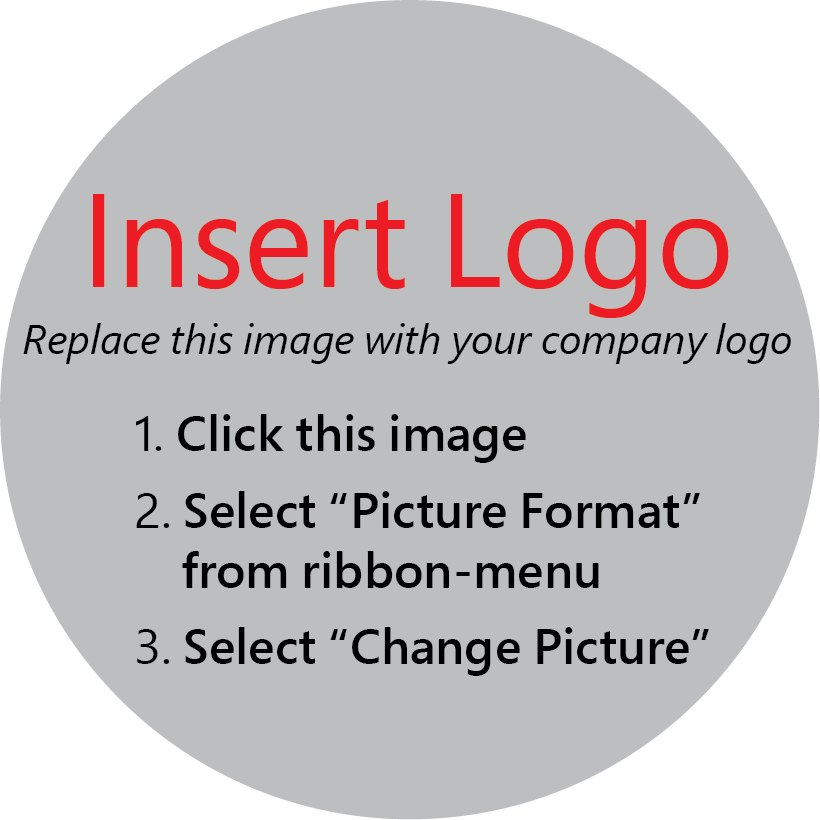 Insert Logo
Replace this image with your company logo
1. Click this image
2. Select “Picture Format”
from ribbon-menu
3. Select “Change Picture”